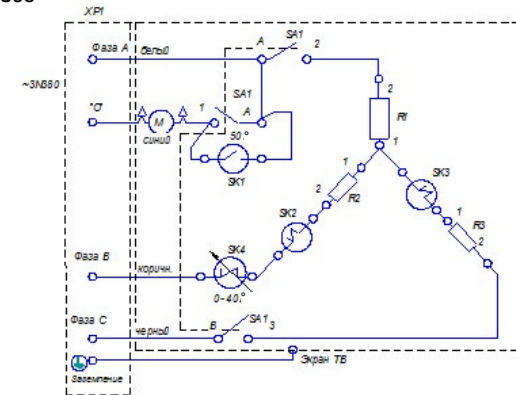 XP1
Фаза А
белый
А
SA1
2
~3N380
"0"
М
синий
1
SA1
А
50°
SK1
2
R1
1
1
R2
2
SK2
SK3
1
R3
2
SK4
0-40°
Фаза В
коричн.
Фаза С
черный
В
SA1
3
Экран ТВ
Заземление